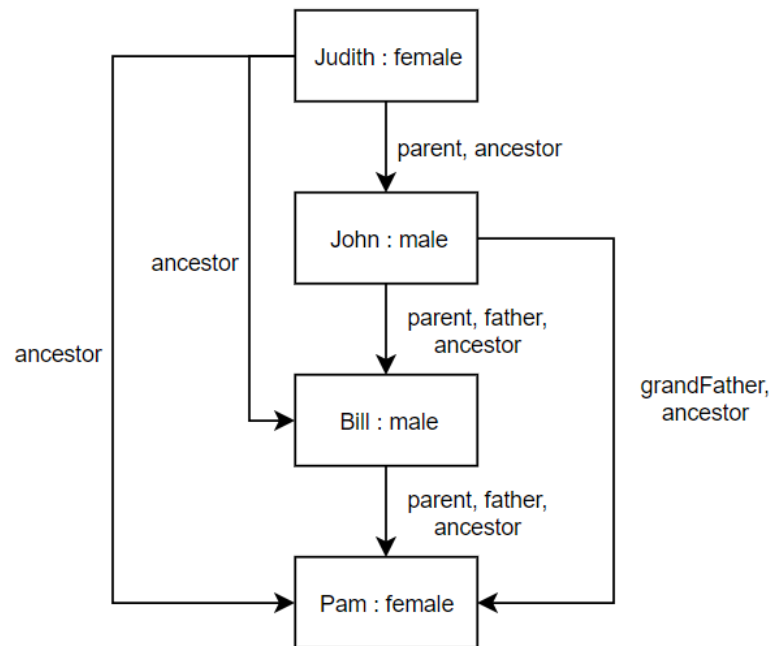 Judith : female
parent, ancestor
John : male
ancestor
parent, father,
ancestor
ancestor
grandFather,
ancestor
Bill : male
parent, father,
ancestor
Pam : female